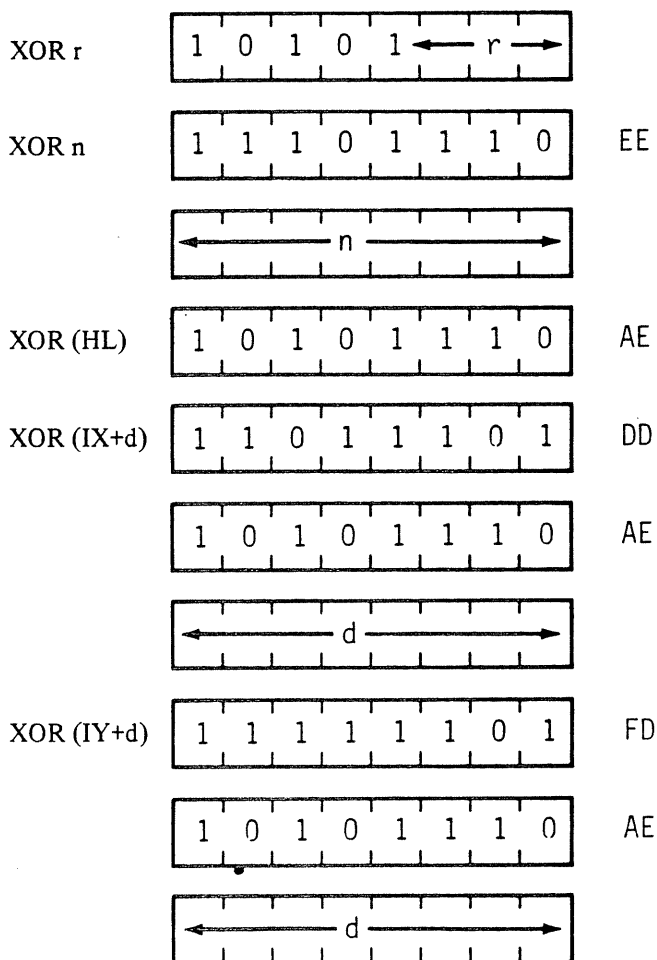 XOR r 1 0 1 0 1 r
XOR n 1 1 1 0 1 1 1 0 EE
n
XOR (HL) 1 0 1 0 1 1 1 0 AE
XOR (IX+d) 1 1 0 1 1 1 0 1 DD
1 0 1 0 1 1 1 0 AE
d
XOR (IY+d) 1 1 1 1 1 1 0 1 FD
1 0 1 0 1 1 1 0 AE
d